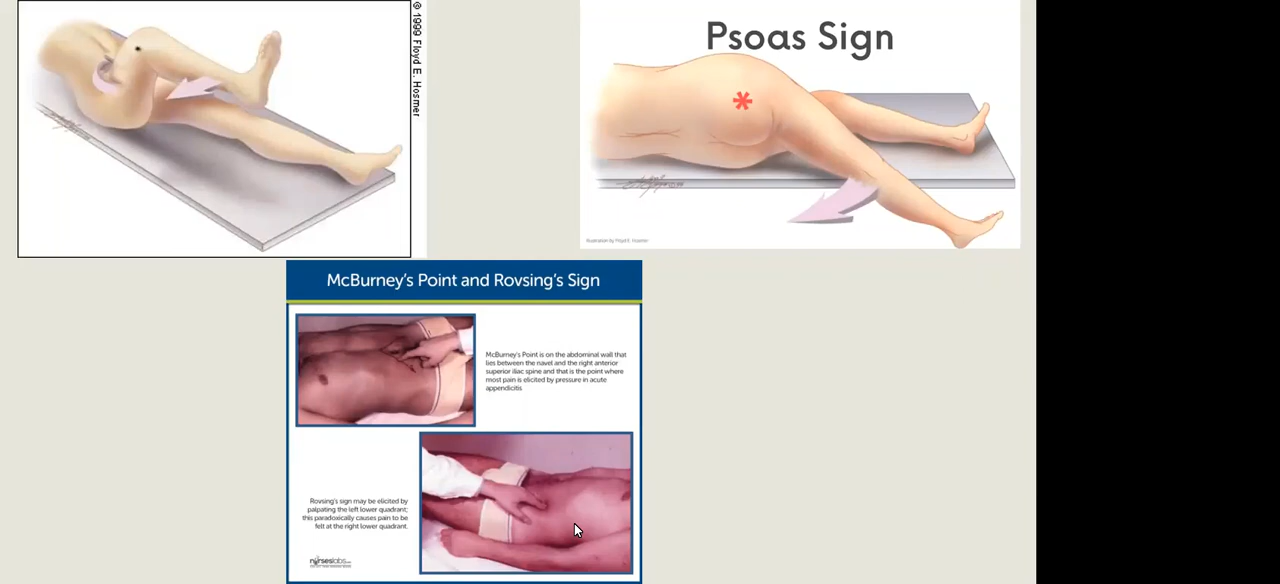 © 1999 Floyd E. Hosmer
Psoas Sign
*
Illustration by Floyd E. Hosmer
McBurney's Point and Rovsing's Sign
McBurney's Point is on the abdominal wall that
lies between the navel and the right anterior
superior iliac spine and that is the point where
most pain is elicited by pressure in acute
appendicitis
Rovsing's sign may be elicited by
palpating the left lower quadrant;
this paradoxically causes pain to be
felt at the right lower quadrant.
nurseslabs.com